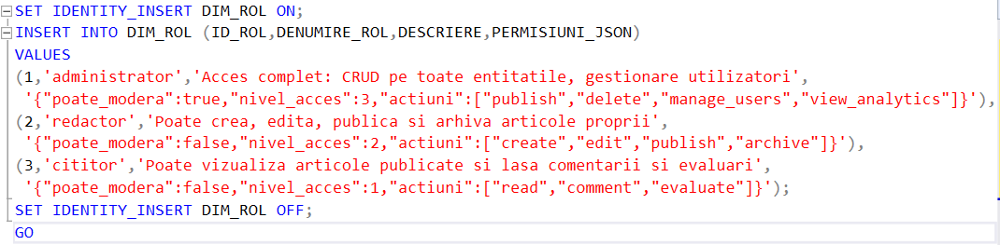 SET IDENTITY_INSERT DIM_ROL ON;
INSERT INTO DIM_ROL (ID_ROL,DENUMIRE_ROL,DESCRIERE,PERMISIUNI_JSON)
VALUES
(1,'administrator','Acces complet: CRUD pe toate entitatile, gestionare utilizatori',
'{"poate_modera":true,"nivel_acces":3,"actiuni":["publish","delete","manage_users","view_analytics"]}'),
(2,'redactor','Poate crea, edita, publica si arhiva articole proprii',
'{"poate_modera":false,"nivel_acces":2,"actiuni":["create","edit","publish","archive"]}'),
(3,'cititor','Poate vizualiza articole publicate si lasa comentarii si evaluari',
'{"poate_modera":false,"nivel_acces":1,"actiuni":["read","comment","evaluate"]}');
SET IDENTITY_INSERT DIM_ROL OFF;
GO